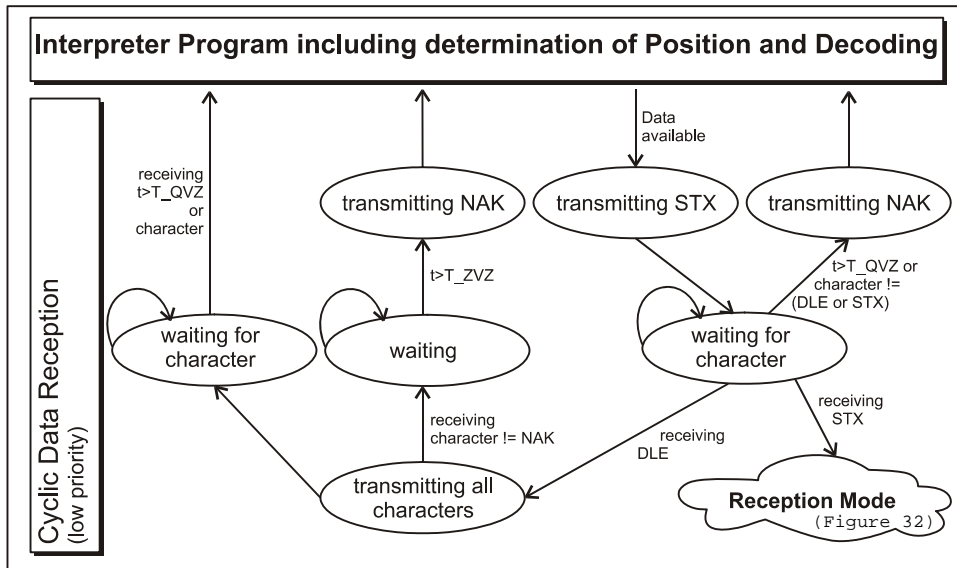 Interpreter Program including determination of Position and Decoding
Cyclic Data Reception
(low priority)
receiving
t>T_QVZ
or
character
transmitting NAK
Data
available
transmitting STX
transmitting NAK
t>T_ZVZ
t>T_QVZ or
character !=
(DLE or STX)
waiting for
character
waiting
waiting for
character
receiving
character != NAK
receiving
DLE
receiving
STX
transmitting all
characters
Reception Mode
(Figure 32)